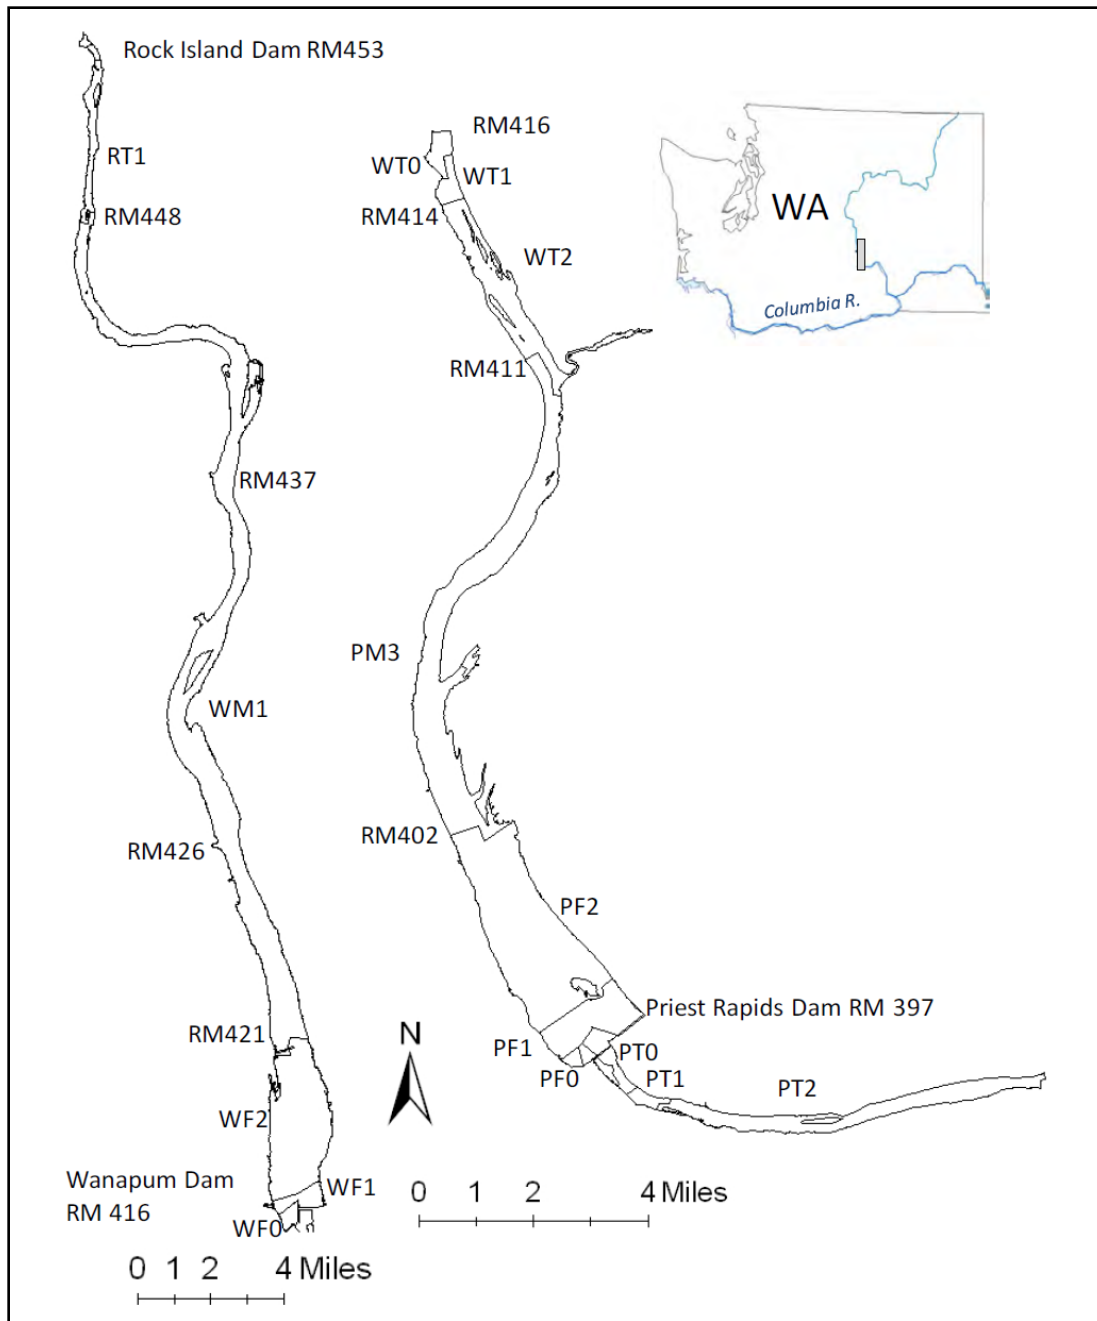 Rock Island Dam RM453
RT1
RM448
RM437
WM1
RM426
RM421
WF2
Wanapum Dam
RM 416
WF1
WF0
0 1 2 4 Miles
RM416
WT0
WT1
RM414
WT2
RM411
PM3
RM402
PF2
Priest Rapids Dam RM 397
PF1
PF0
PT0
PT1
PT2
N
0 1 2 4 Miles
WA
Columbia R.